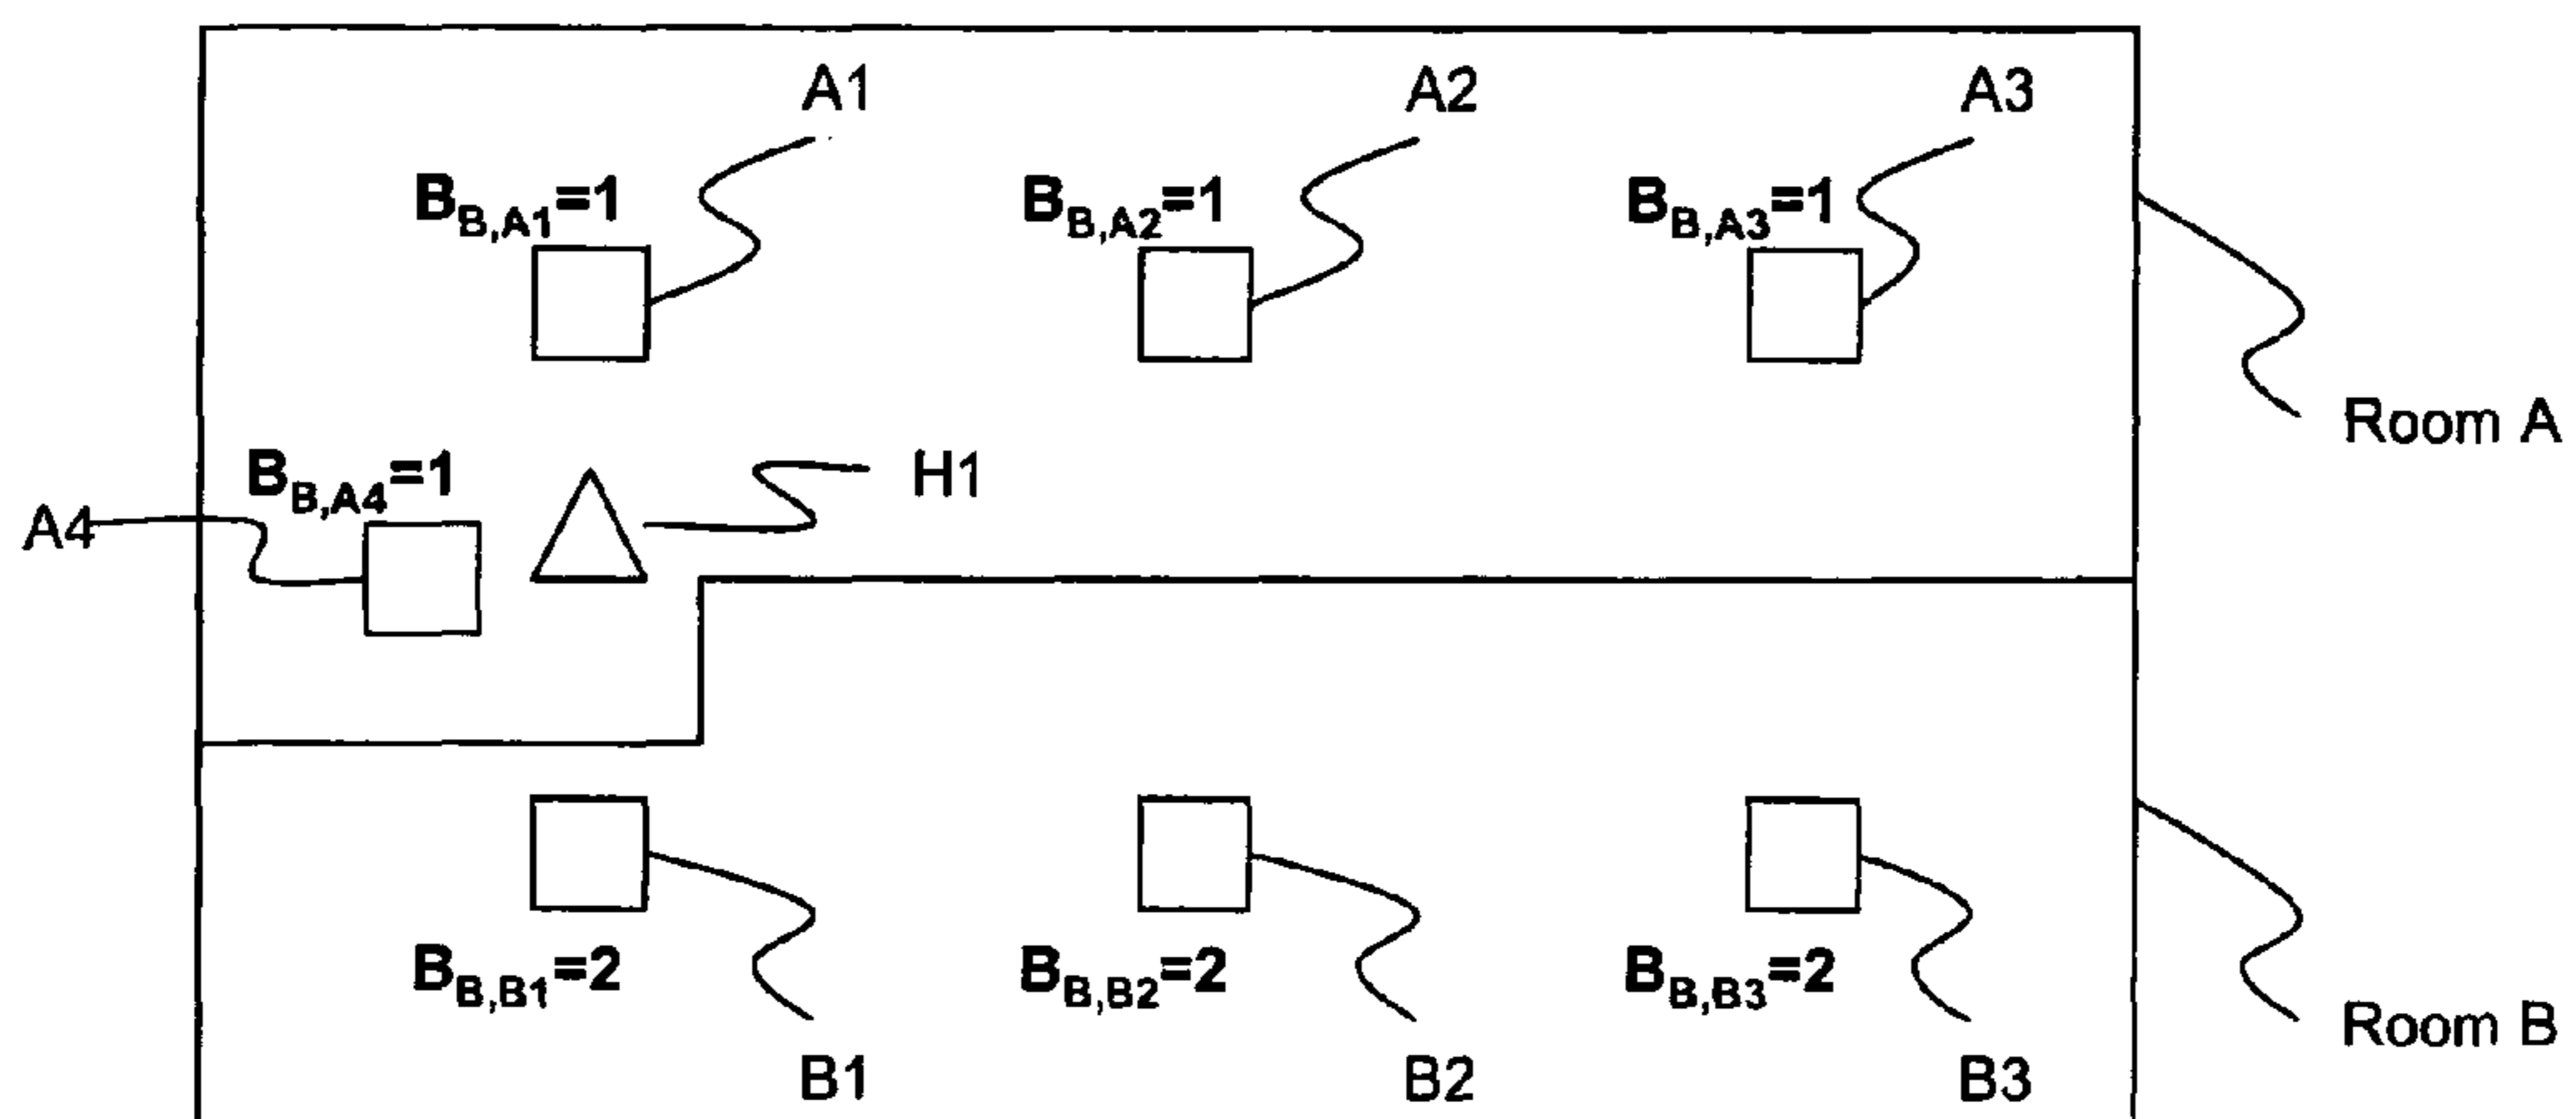 A1 A2 A3
B_B,A1=1 B_B,A2=1 B_B,A3=1
Room A
B_B,A4=1 H1
A4
B_B,B1=2 B_B,B2=2 B_B,B3=2
Room B
B1 B2 B3